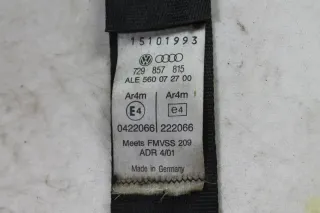 15101993
729 857 815
ALE 560 07 27 00
Ar4m Ar4m
E4 e4
0422066 222066
Meets FMVSS 209
ADR 4/01
Made in Germany